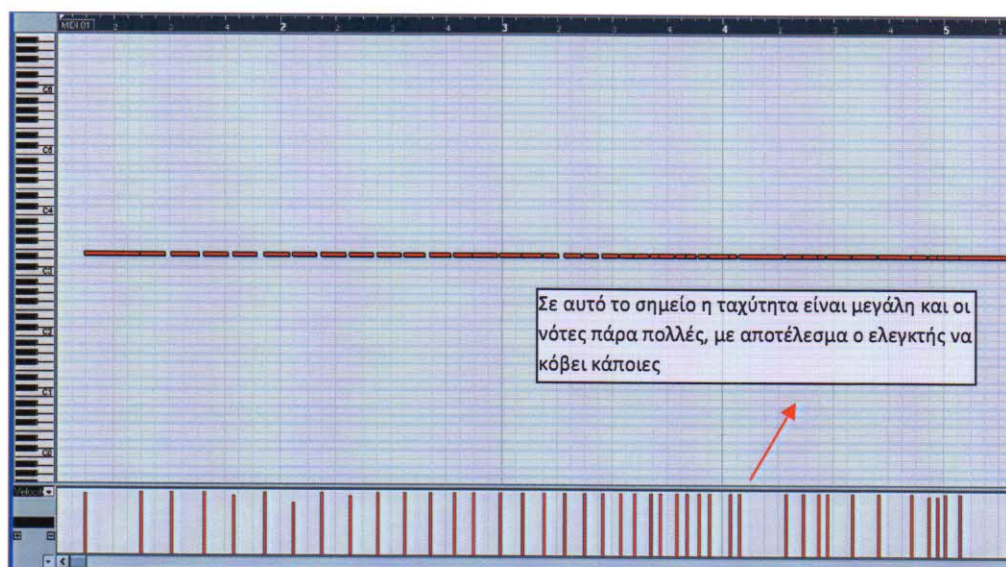 MIDI 01
2
3
4
5
C6
C5
C4
C3
Σε αυτό το σημείο η ταχύτητα είναι μεγάλη και οι
νότες πάρα πολλές, με αποτέλεσμα ο ελεγκτής να
κόβει κάποιες
C2
C1
C0